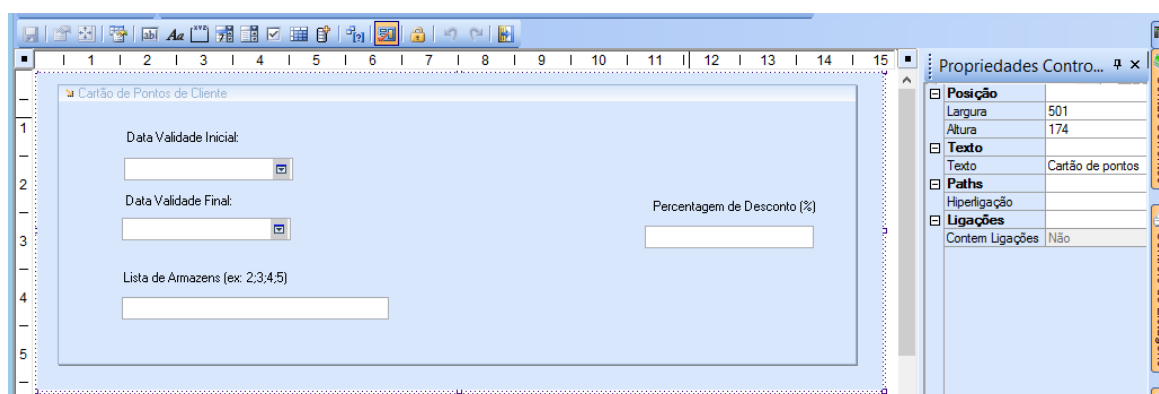 ab Aa
1 2 3 4 5 6 7 8 9 10 11 12 13 14 15
Propriedades Contro...
Cartão de Pontos de Cliente
Posição
Largura 501
Altura 174
Texto
Texto Cartão de pontos
Paths
Hiperligação
Ligações
Contem Ligações Não
1
Data Validade Inicial:
2
Data Validade Final:
Percentagem de Desconto (%)
3
Lista de Armazens (ex: 2;3;4;5)
4
5